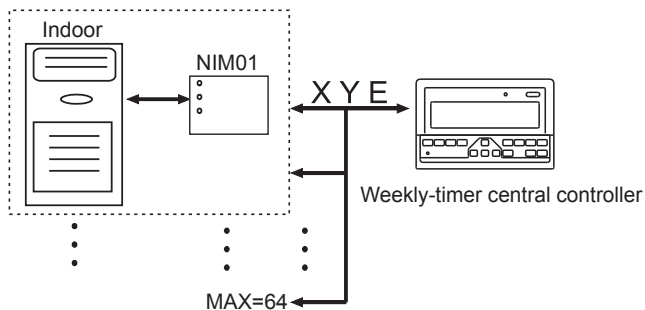 Indoor
NIM01
X Y E
Weekly-timer central controller
MAX=64